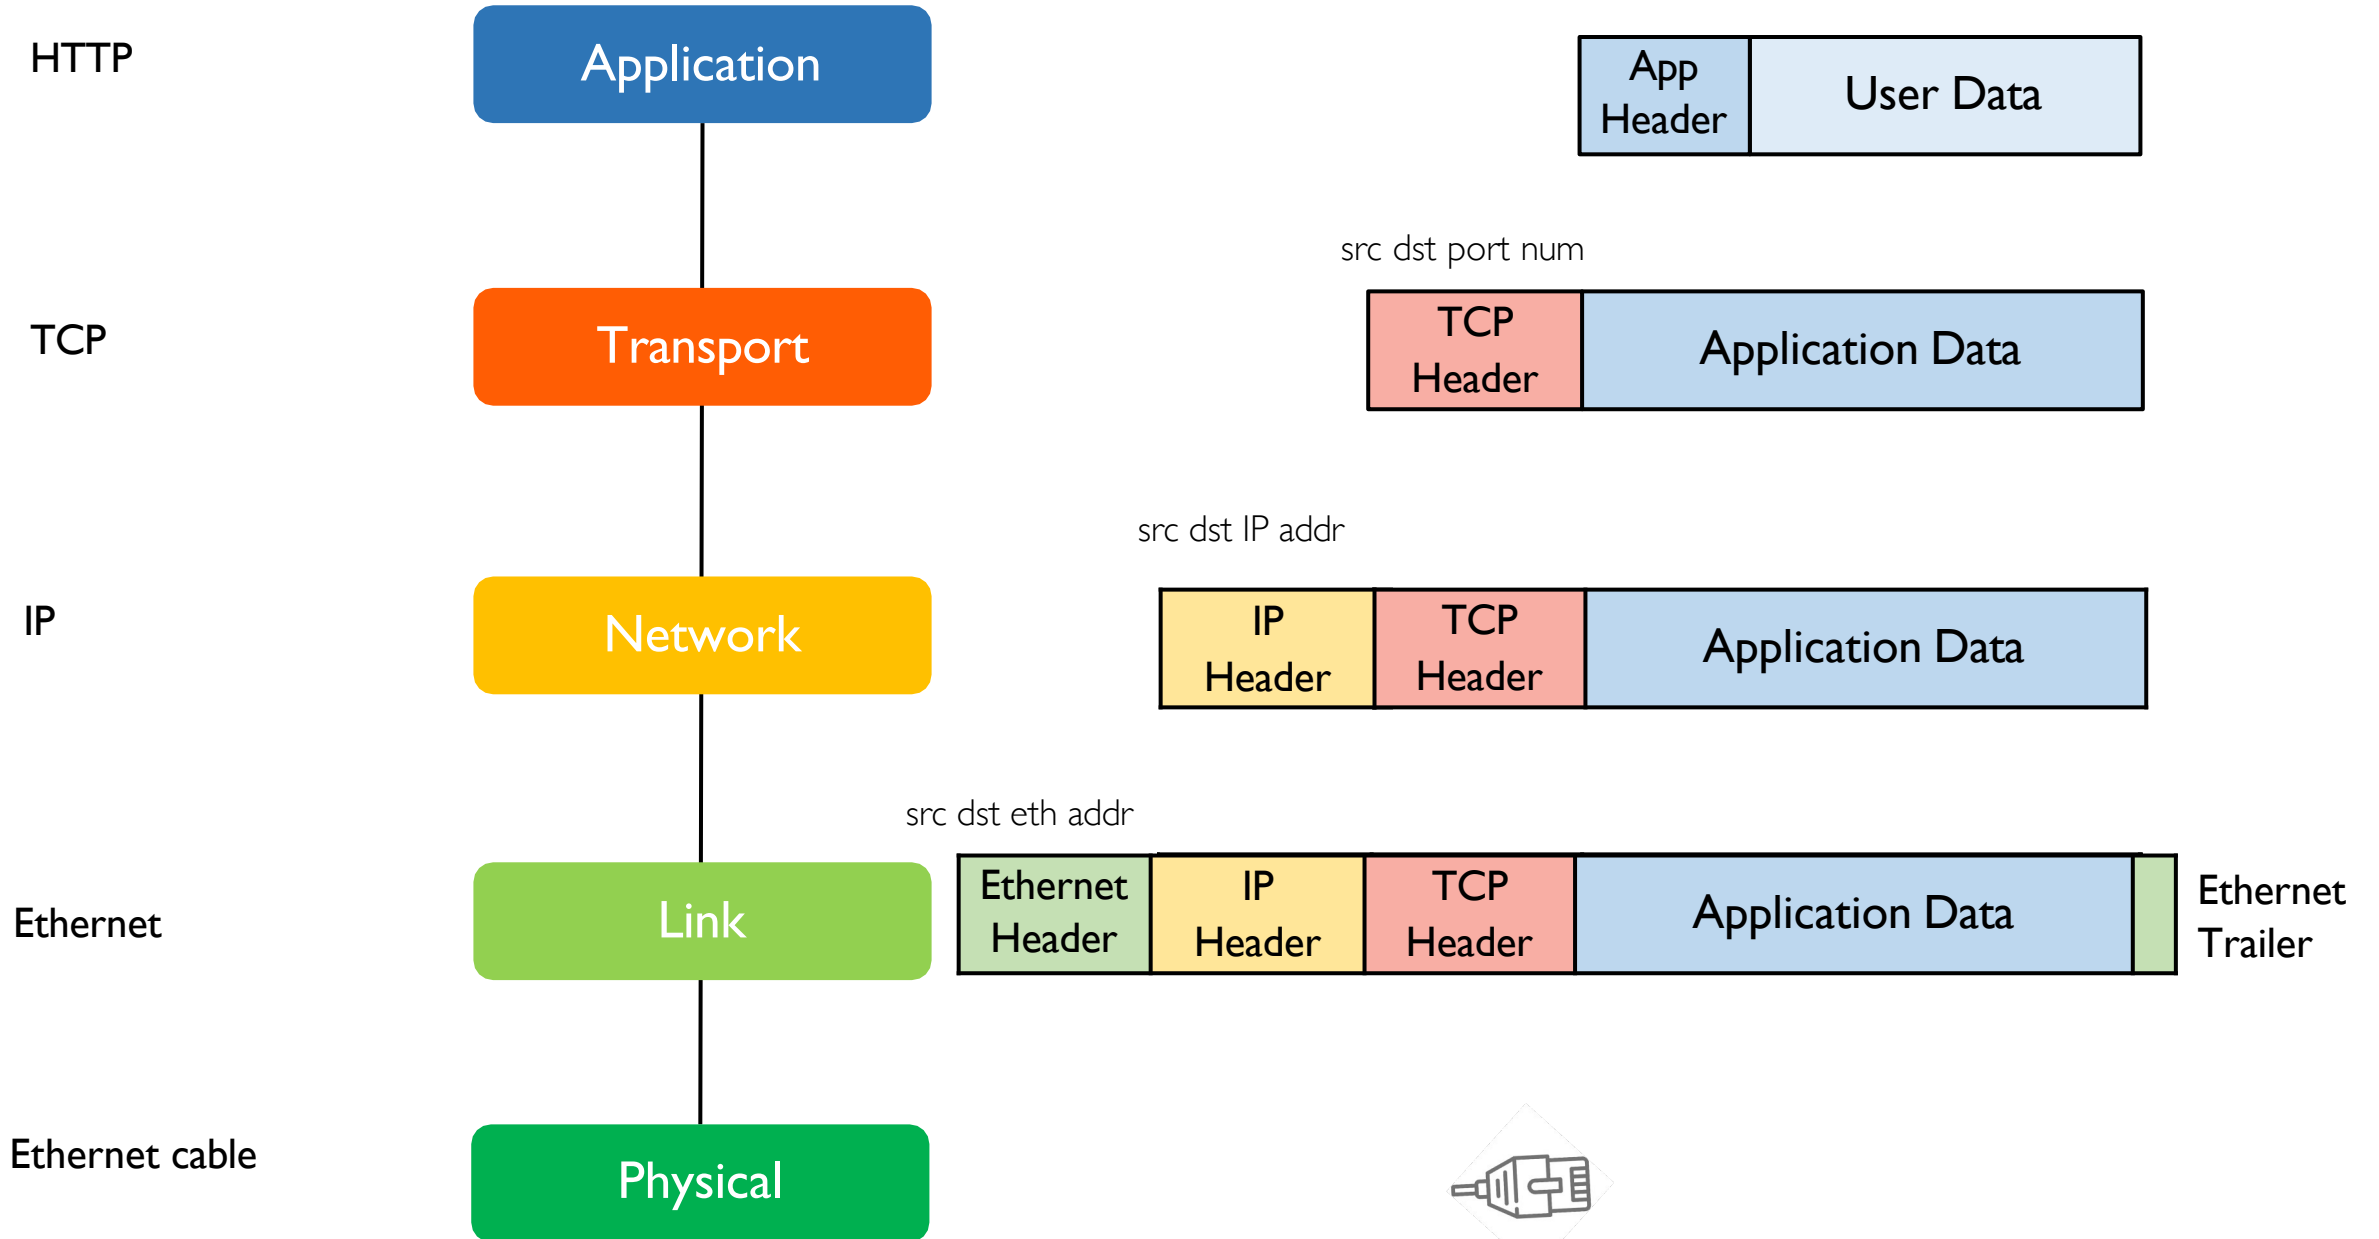 HTTP
Application
App
Header
User Data
src dst port num
TCP
Transport
TCP
Header
Application Data
src dst IP addr
IP
Network
IP
Header
TCP
Header
Application Data
src dst eth addr
Ethernet
Link
Ethernet
Header
IP
Header
TCP
Header
Application Data
Ethernet
Trailer
Ethernet cable
Physical